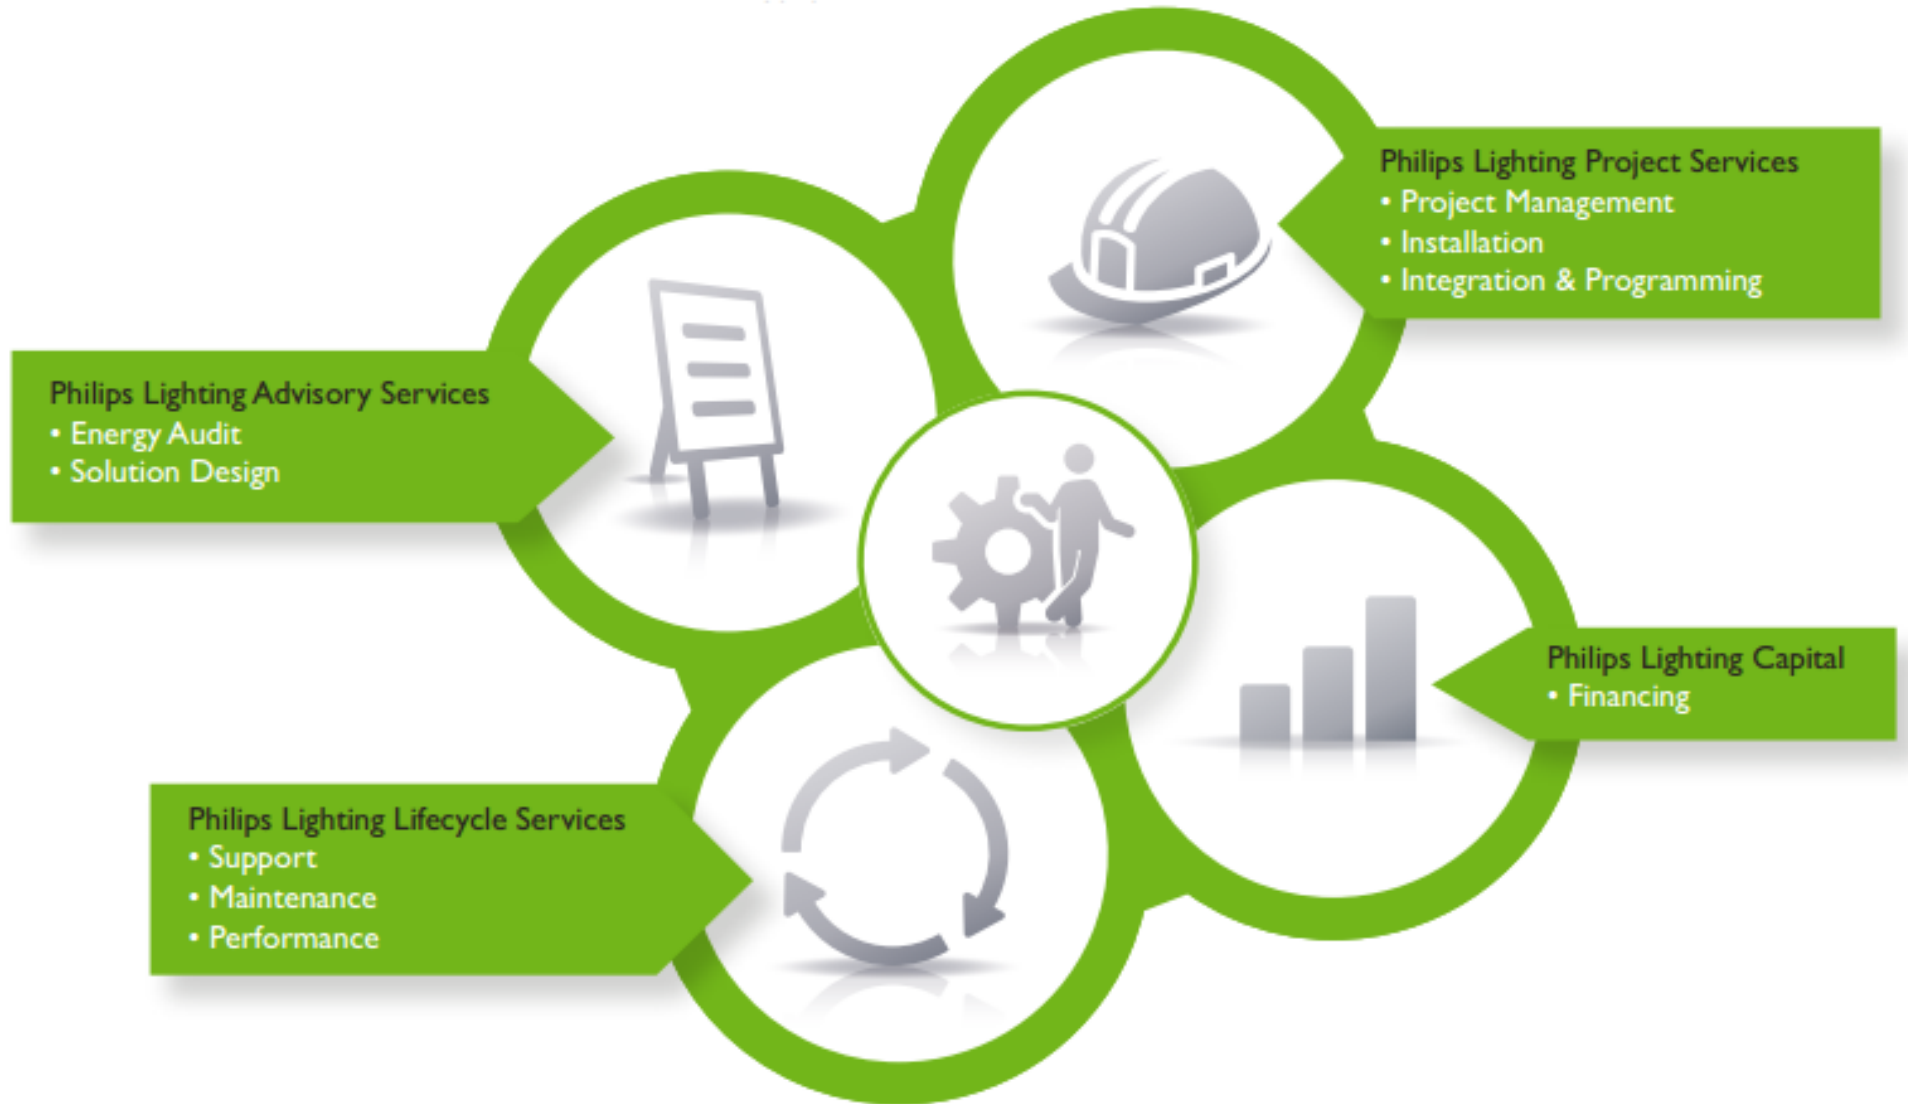 Philips Lighting Project Services
• Project Management
• Installation
• Integration & Programming
Philips Lighting Advisory Services
• Energy Audit
• Solution Design
Philips Lighting Capital
• Financing
Philips Lighting Lifecycle Services
• Support
• Maintenance
• Performance